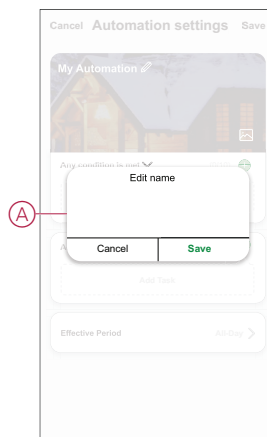 Cancel Automation settings Save
My Automation
Any condition is met
Edit name
A
Cancel Save
A
Add Task
Effective Period All-Day